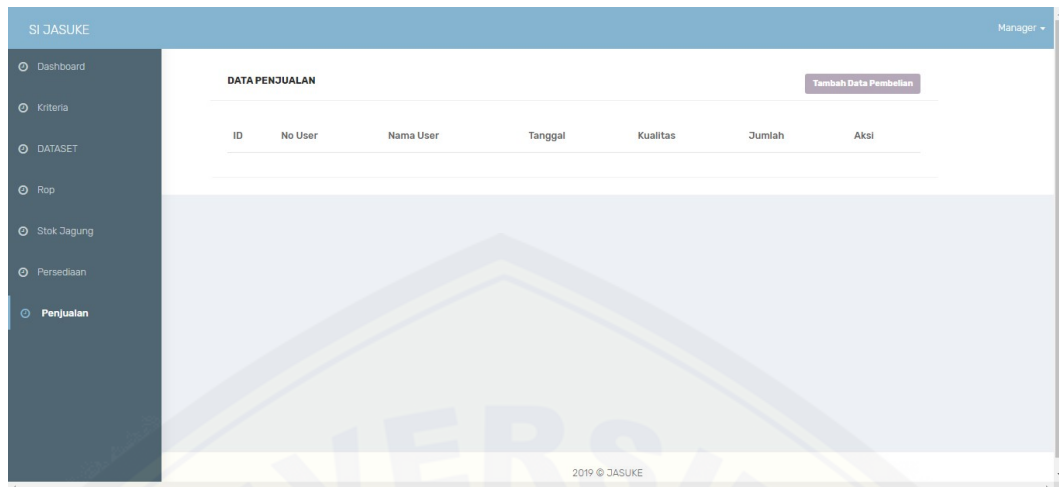 SI JASUKE
Manager
Dashboard
Kriteria
DATASET
Rop
Stok Jagung
Persediaan
Penjualan
DATA PENJUALAN
Tambah Data Pembelian
ID No User Nama User Tanggal Kualitas Jumlah Aksi
VERS
2019 © JASUKE